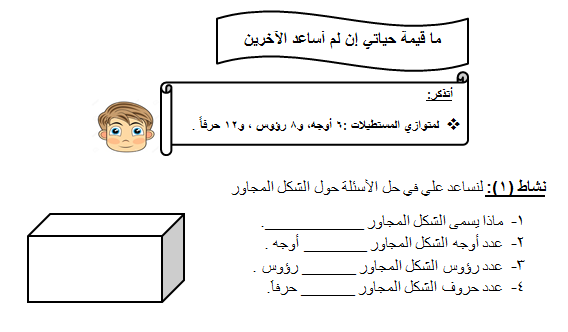 ما قيمة حياتي إن لم أساعد الآخرين
أتذكر:
❖ لمتوازي المستطيلات :٦ أوجه، و٨ رؤوس ، و١٢ حرفاً .
نشاط (١): لنساعد علي في حل الأسئلة حول الشكل المجاور
١- ماذا يسمى الشكل المجاور ____________.
٢- عدد أوجه الشكل المجاور ________ أوجه .
٣- عدد رؤوس الشكل المجاور _______ رؤوس .
٤- عدد حروف الشكل المجاور _______ حرفاً.